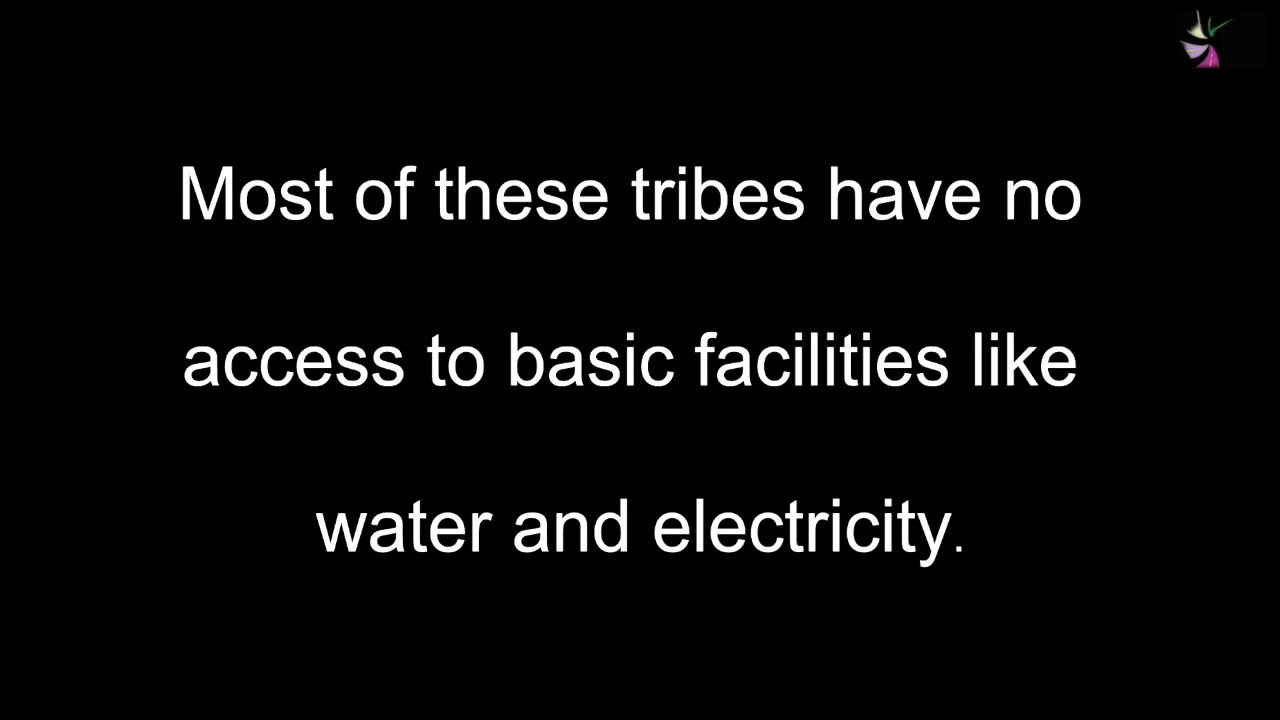 Most of these tribes have no
access to basic facilities like
water and electricity.